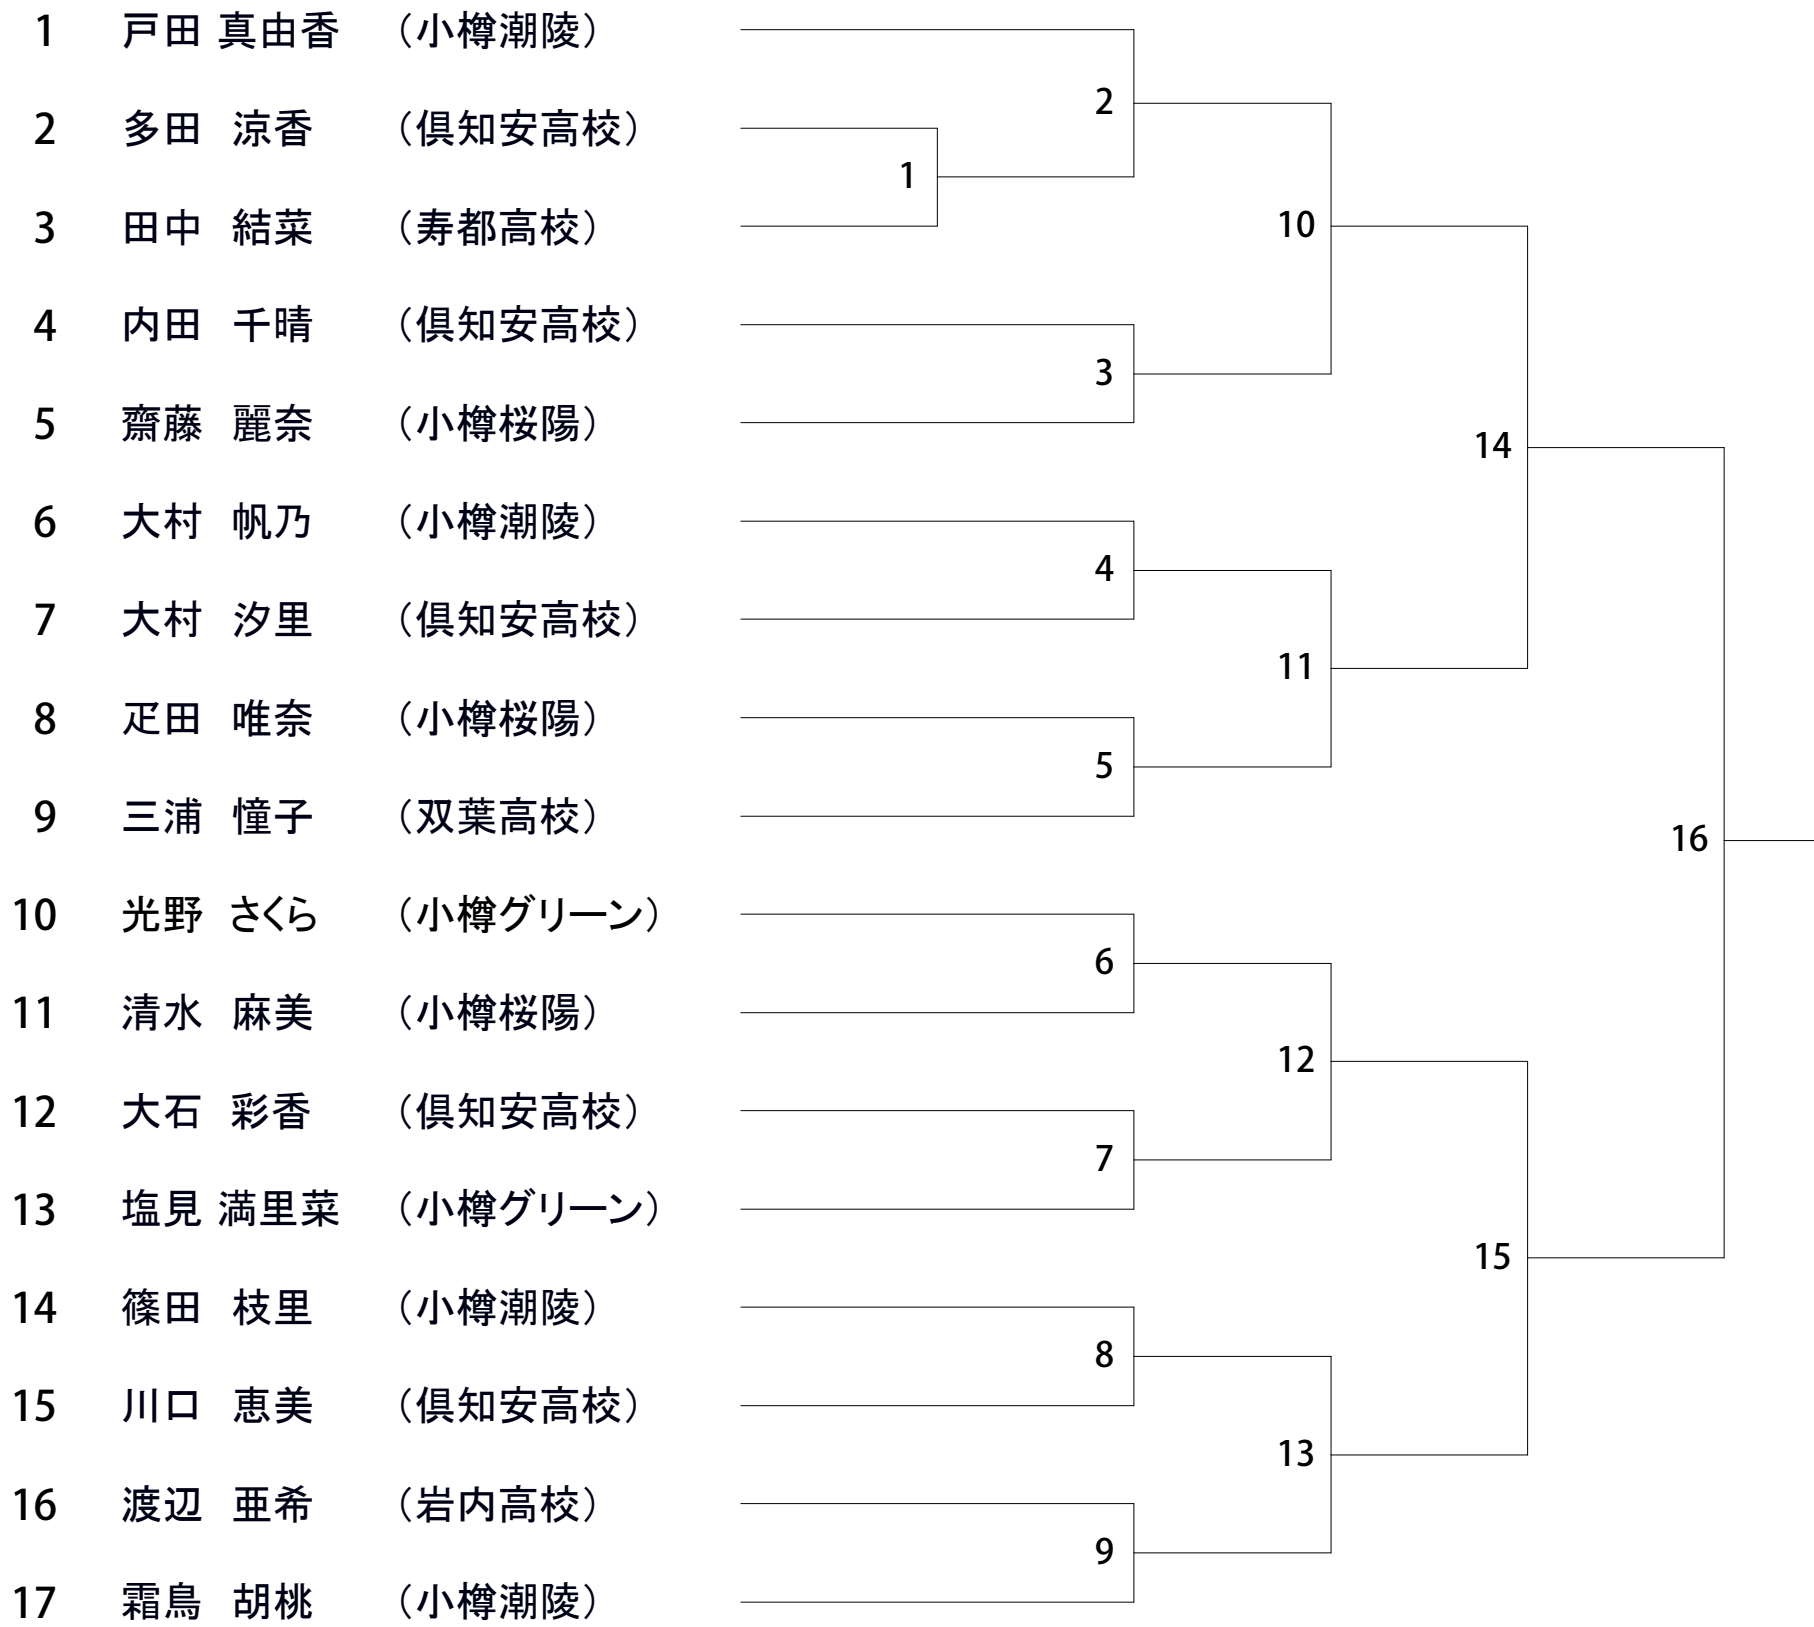 1 戸田 真由香 （小樽潮陵）
2
2 多田 涼香 （倶知安高校）
1
3 田中 結菜 （寿都高校）
10
4 内田 千晴 （倶知安高校）
3
5 齋藤 麗奈 （小樽桜陽）
14
6 大村 帆乃 （小樽潮陵）
4
7 大村 汐里 （倶知安高校）
11
8 疋田 唯奈 （小樽桜陽）
5
9 三浦 憧子 （双葉高校）
16
10 光野 さくら （小樽グリーン）
6
11 清水 麻美 （小樽桜陽）
12
12 大石 彩香 （倶知安高校）
7
13 塩見 満里菜 （小樽グリーン）
15
14 篠田 枝里 （小樽潮陵）
8
15 川口 恵美 （倶知安高校）
13
16 渡辺 亜希 （岩内高校）
9
17 霜鳥 胡桃 （小樽潮陵）